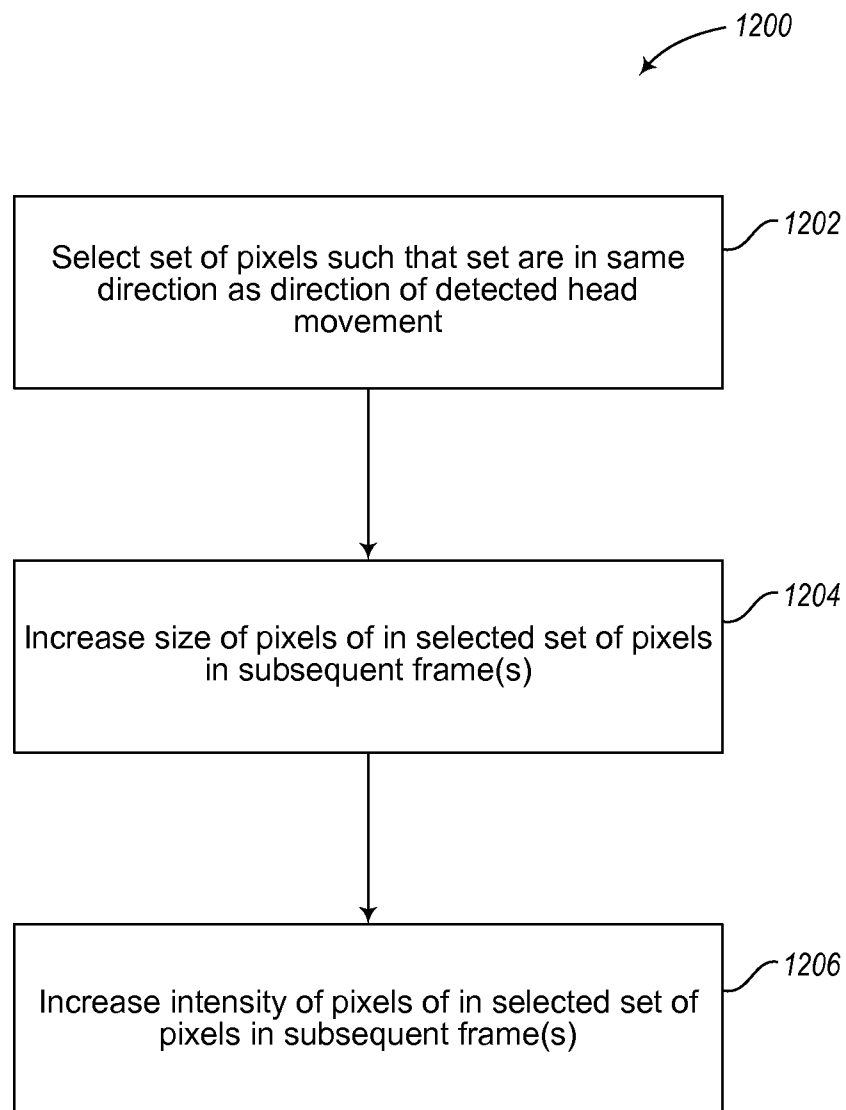 1200
1202
Select set of pixels such that set are in same
direction as direction of detected head
movement
1204
Increase size of pixels of in selected set of pixels
in subsequent frame(s)
1206
Increase intensity of pixels of in selected set of
pixels in subsequent frame(s)